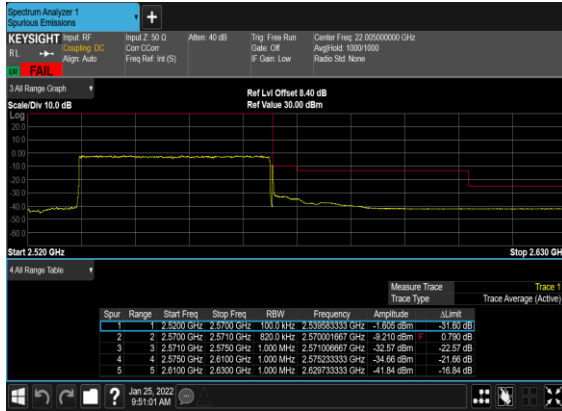 Spectrum Analyzer 1
Spurious Emissions
+
KEYSIGHT Input: RF Input Z: 50 Ω Atten: 40 dB Trig: Free Run Center Freq: 22.005000000 GHz
RL Coupling: DC Corr CCorr Gate: Off Avg|Hold: 1000/1000
Align: Auto Freq Ref: Int (S) IF Gain: Low Radio Std: None
LV FAIL
3 All Range Graph Ref Lvl Offset 8.40 dB
Scale/Div 10.0 dB Ref Value 30.00 dBm
Log
20.0
10.0
0.00
-10.0
-20.0
-30.0
-40.0
-50.0
-60.0
Start 2.520 GHz Stop 2.630 GH
4 All Range Table
Measure Trace Trace 1
Trace Type Trace Average (Active)
Spur Range Start Freq Stop Freq RBW Frequency Amplitude ΔLimit
1 1 2.5200 GHz 2.5700 GHz 100.0 kHz 2.539583333 GHz -1.605 dBm -31.60 dB
2 2 2.5700 GHz 2.5710 GHz 820.0 kHz 2.570001667 GHz -9.210 dBm F 0.790 dB
3 3 2.5710 GHz 2.5750 GHz 1.000 MHz 2.571006667 GHz -32.57 dBm -22.57 dB
4 4 2.5750 GHz 2.6100 GHz 1.000 MHz 2.575233333 GHz -34.66 dBm -21.66 dB
5 5 2.6100 GHz 2.6300 GHz 1.000 MHz 2.629733333 GHz -41.84 dBm -16.84 dB
? Jan 25, 2022
9:51:01 AM